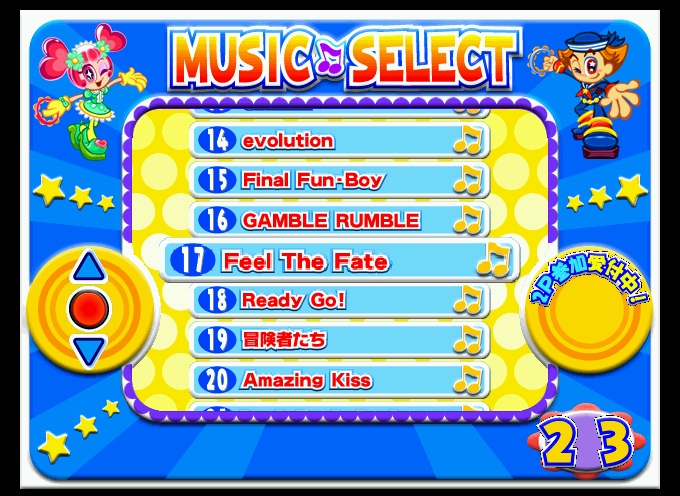 MUSIC SELECT
14 evolution
15 Final Fun-Boy
16 GAMBLE RUMBLE
17 Feel The Fate
18 Ready Go!
19 冒険者たち
20 Amazing Kiss
2P参加受付中!
23